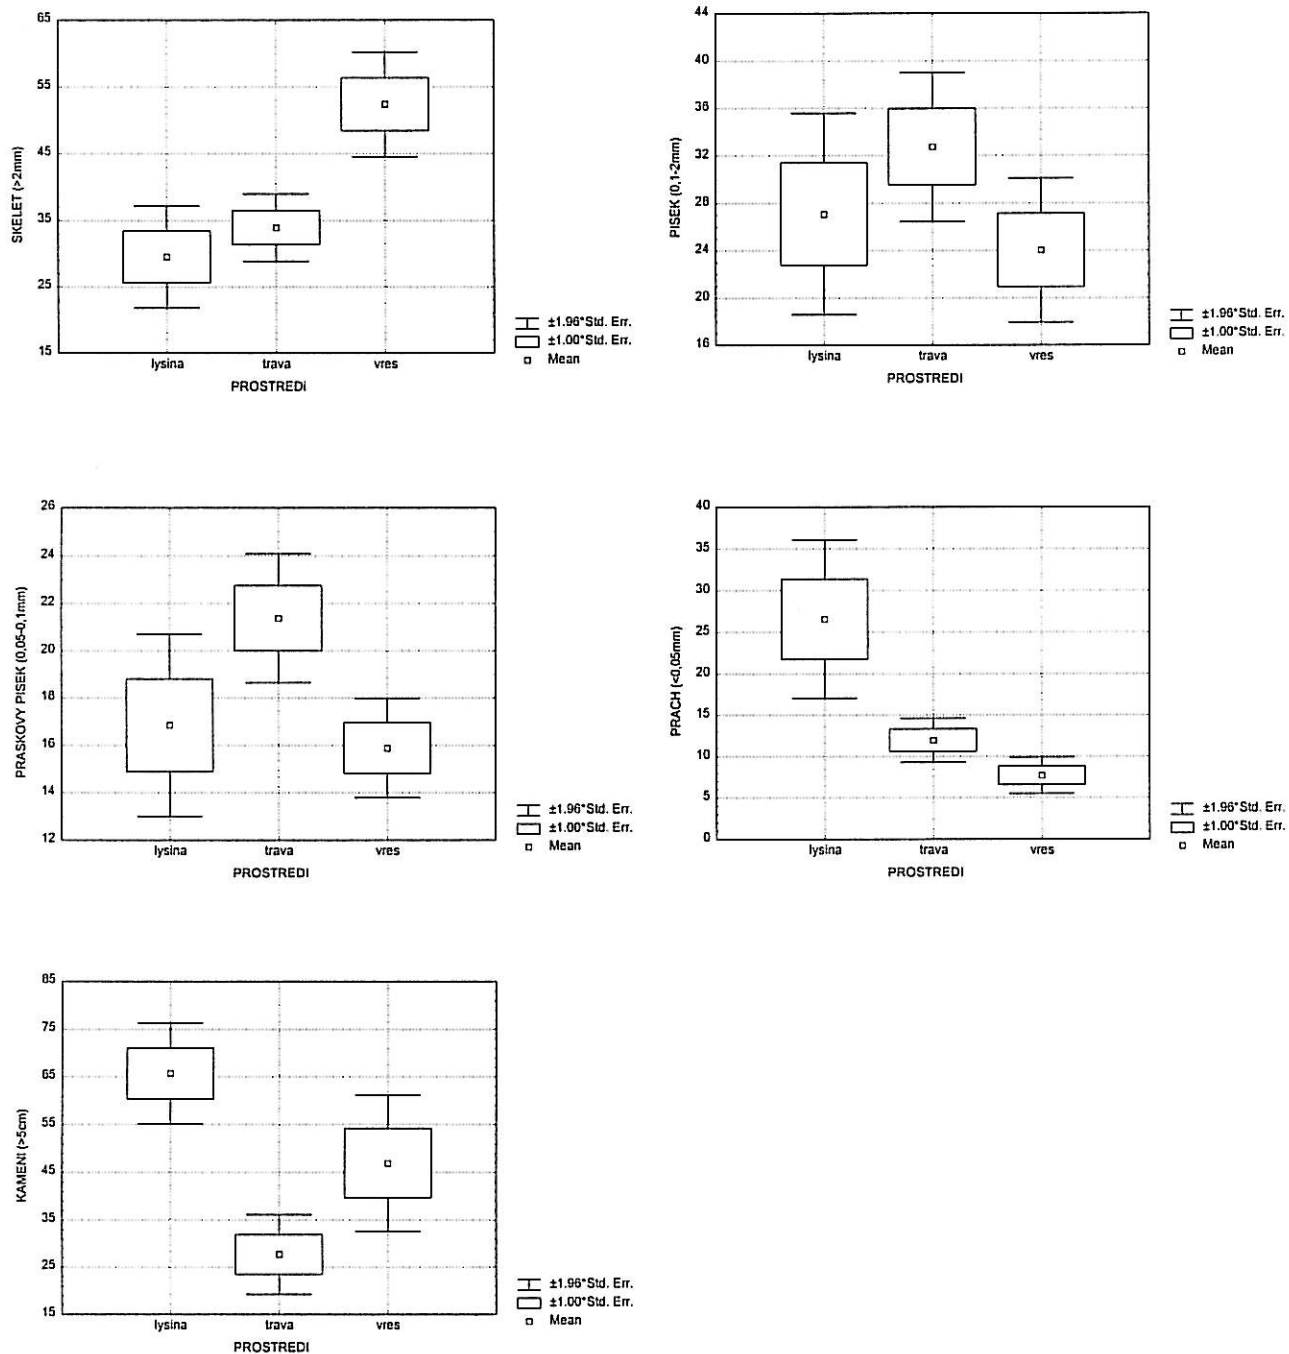 SKELET (>2mm)
65
55
45
35
25
15
lysina trava vres
PROSTREDI
±1.96*Std. Err.
±1.00*Std. Err.
Mean
PISEK (0,1-2mm)
44
40
36
32
28
24
20
16
lysina trava vres
PROSTREDI
±1.96*Std. Err.
±1.00*Std. Err.
Mean
PRASKOVY PISEK (0,05-0,1mm)
26
24
22
20
18
16
14
12
lysina trava vres
PROSTREDI
±1.96*Std. Err.
±1.00*Std. Err.
Mean
PRACH (<0,05mm)
40
35
30
25
20
15
10
5
0
lysina trava vres
PROSTREDI
±1.96*Std. Err.
±1.00*Std. Err.
Mean
KAMENI (>5cm)
85
75
65
55
45
35
25
15
lysina trava vres
PROSTREDI
±1.96*Std. Err.
±1.00*Std. Err.
Mean